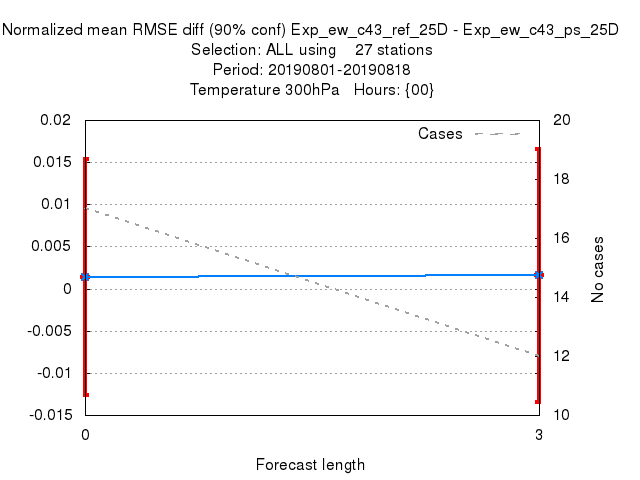 Normalized mean RMSE diff (90% conf) Exp_ew_c43_ref_25D - Exp_ew_c43_ps_25D
Selection: ALL using    27 stations
Period: 20190801-20190818
Temperature 300hPa   Hours: {00}
Cases
0.02
0.015
0.01
0.005
0
-0.005
-0.01
-0.015
20
18
16
14
12
10
No cases
0
3
Forecast length